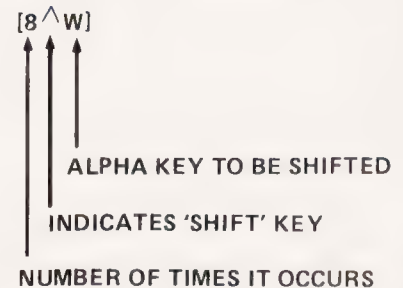 [8^W]
ALPHA KEY TO BE SHIFTED
INDICATES 'SHIFT' KEY
NUMBER OF TIMES IT OCCURS